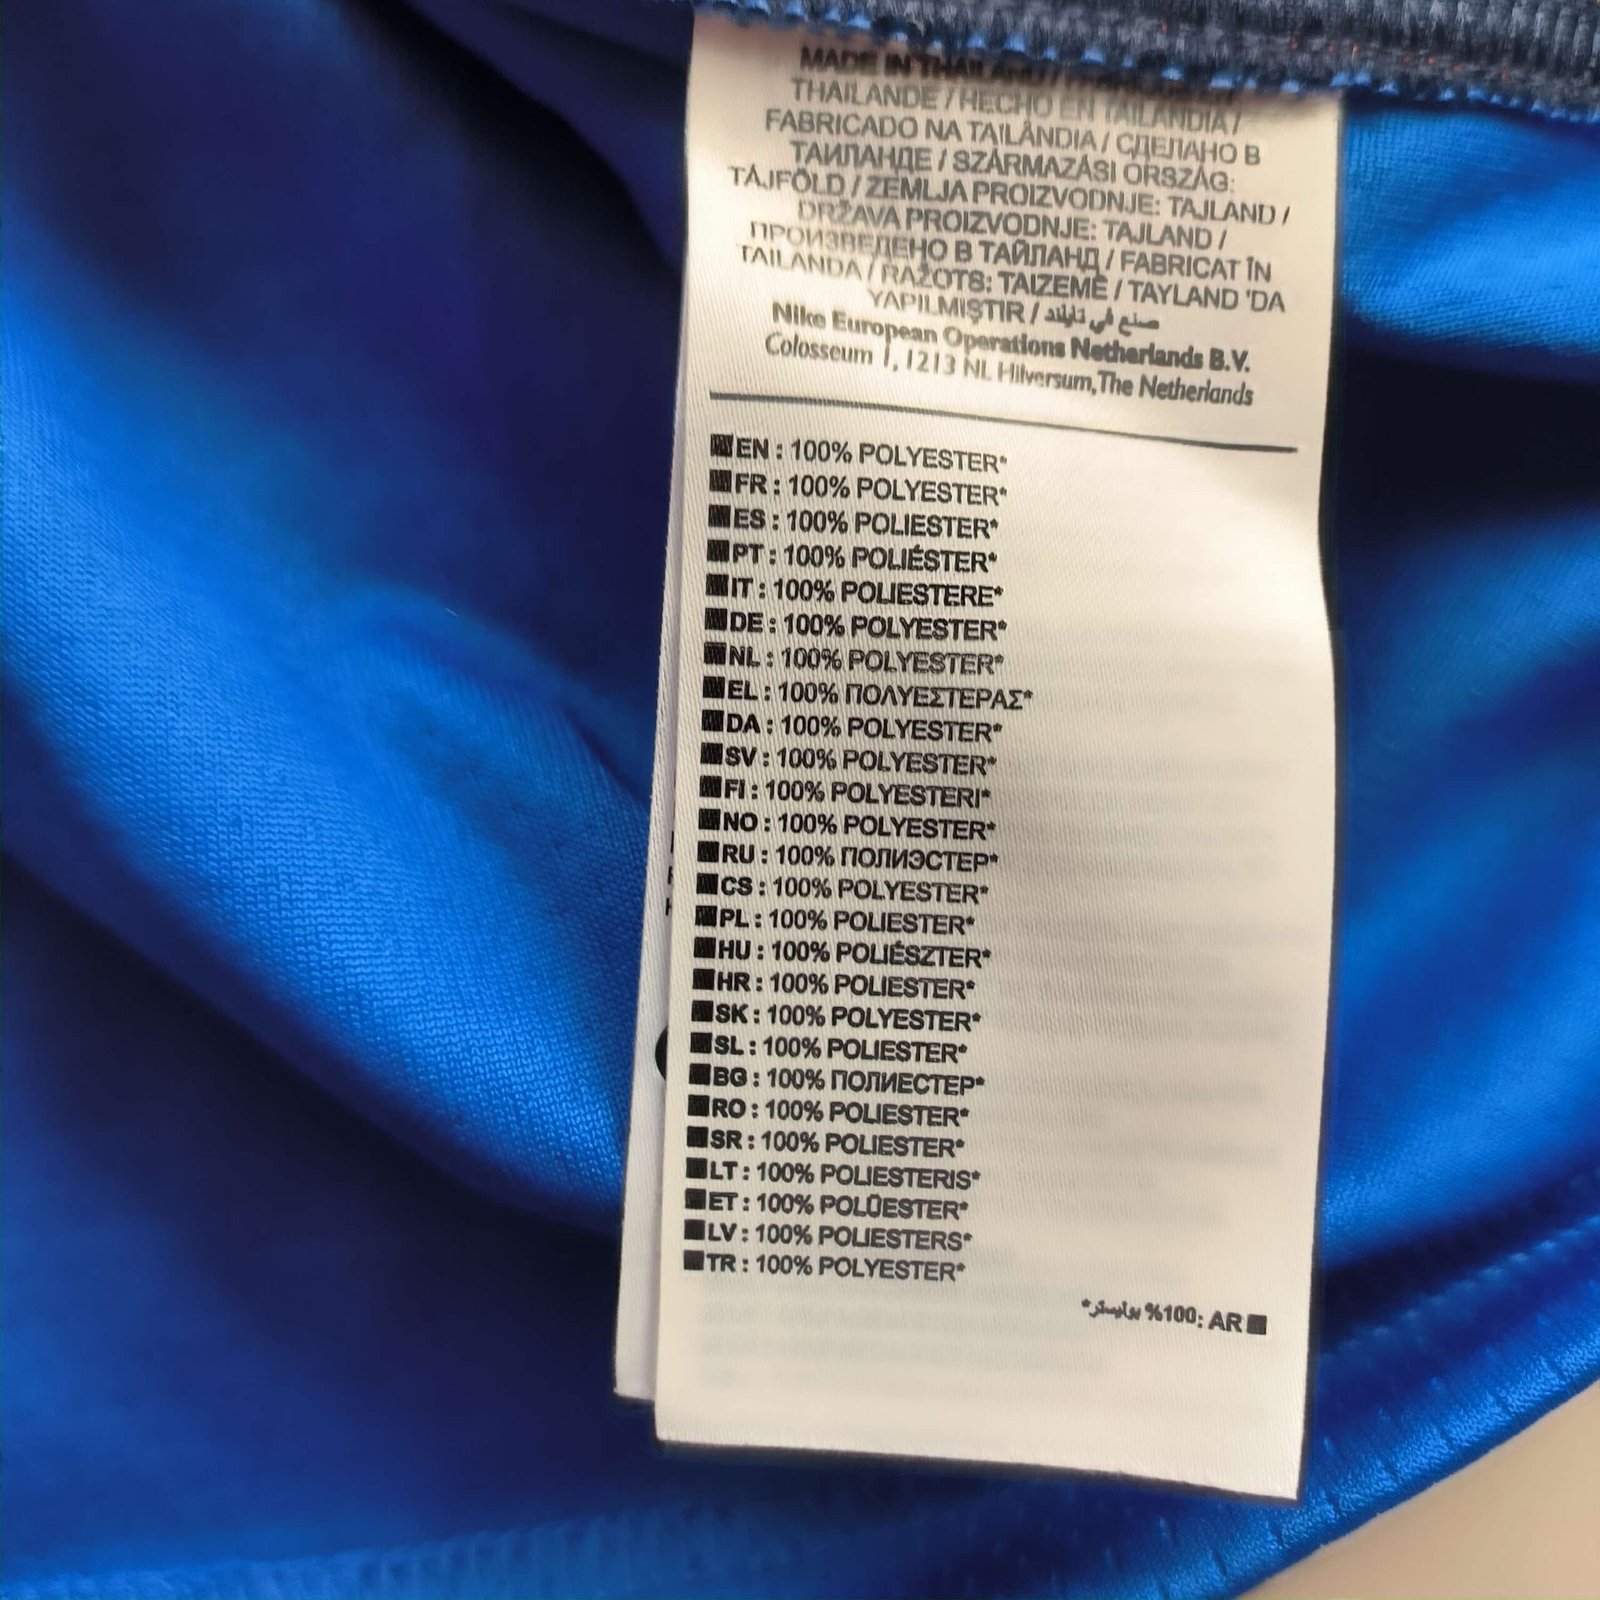 MADE IN THAILAND /
THAILANDE / HECHO EN TAILANDIA /
FABRICADO NA TAILÂNDIA / СДЕЛАНО В
ТАИЛАНДЕ / SZÁRMAZÁSI ORSZÁG:
TÁJFÖLD / ZEMLJA PROIZVODNJE: TAJLAND /
DRŽAVA PROIZVODNJE: TAJLAND /
ПРОИЗВЕДЕНО В ТАЙЛАНД / FABRICAT ÎN
TAILANDA / RAŽOTS: TAIZEMĒ / TAYLAND 'DA
YAPILMIŞTIR / صنع في تايلاند
Nike European Operations Netherlands B.V.
Colosseum 1, 1213 NL Hilversum, The Netherlands
EN : 100% POLYESTER*
FR : 100% POLYESTER*
ES : 100% POLIESTER*
PT : 100% POLIÉSTER*
IT : 100% POLIESTERE*
DE : 100% POLYESTER*
NL : 100% POLYESTER*
EL : 100% ΠΟΛΥΕΣΤΕΡΑΣ*
DA : 100% POLYESTER*
SV : 100% POLYESTER*
FI : 100% POLYESTERI*
NO : 100% POLYESTER*
RU : 100% ПОЛИЭСТЕР*
CS : 100% POLYESTER*
PL : 100% POLIESTER*
HU : 100% POLIÉSZTER*
HR : 100% POLIESTER*
SK : 100% POLYESTER*
SL : 100% POLIESTER*
BG : 100% ПОЛИЕСТЕР*
RO : 100% POLIESTER*
SR : 100% POLIESTER*
LT : 100% POLIESTERIS*
ET : 100% POLÜESTER*
LV : 100% POLIESTERS*
TR : 100% POLYESTER*
AR :100% بوليستر*